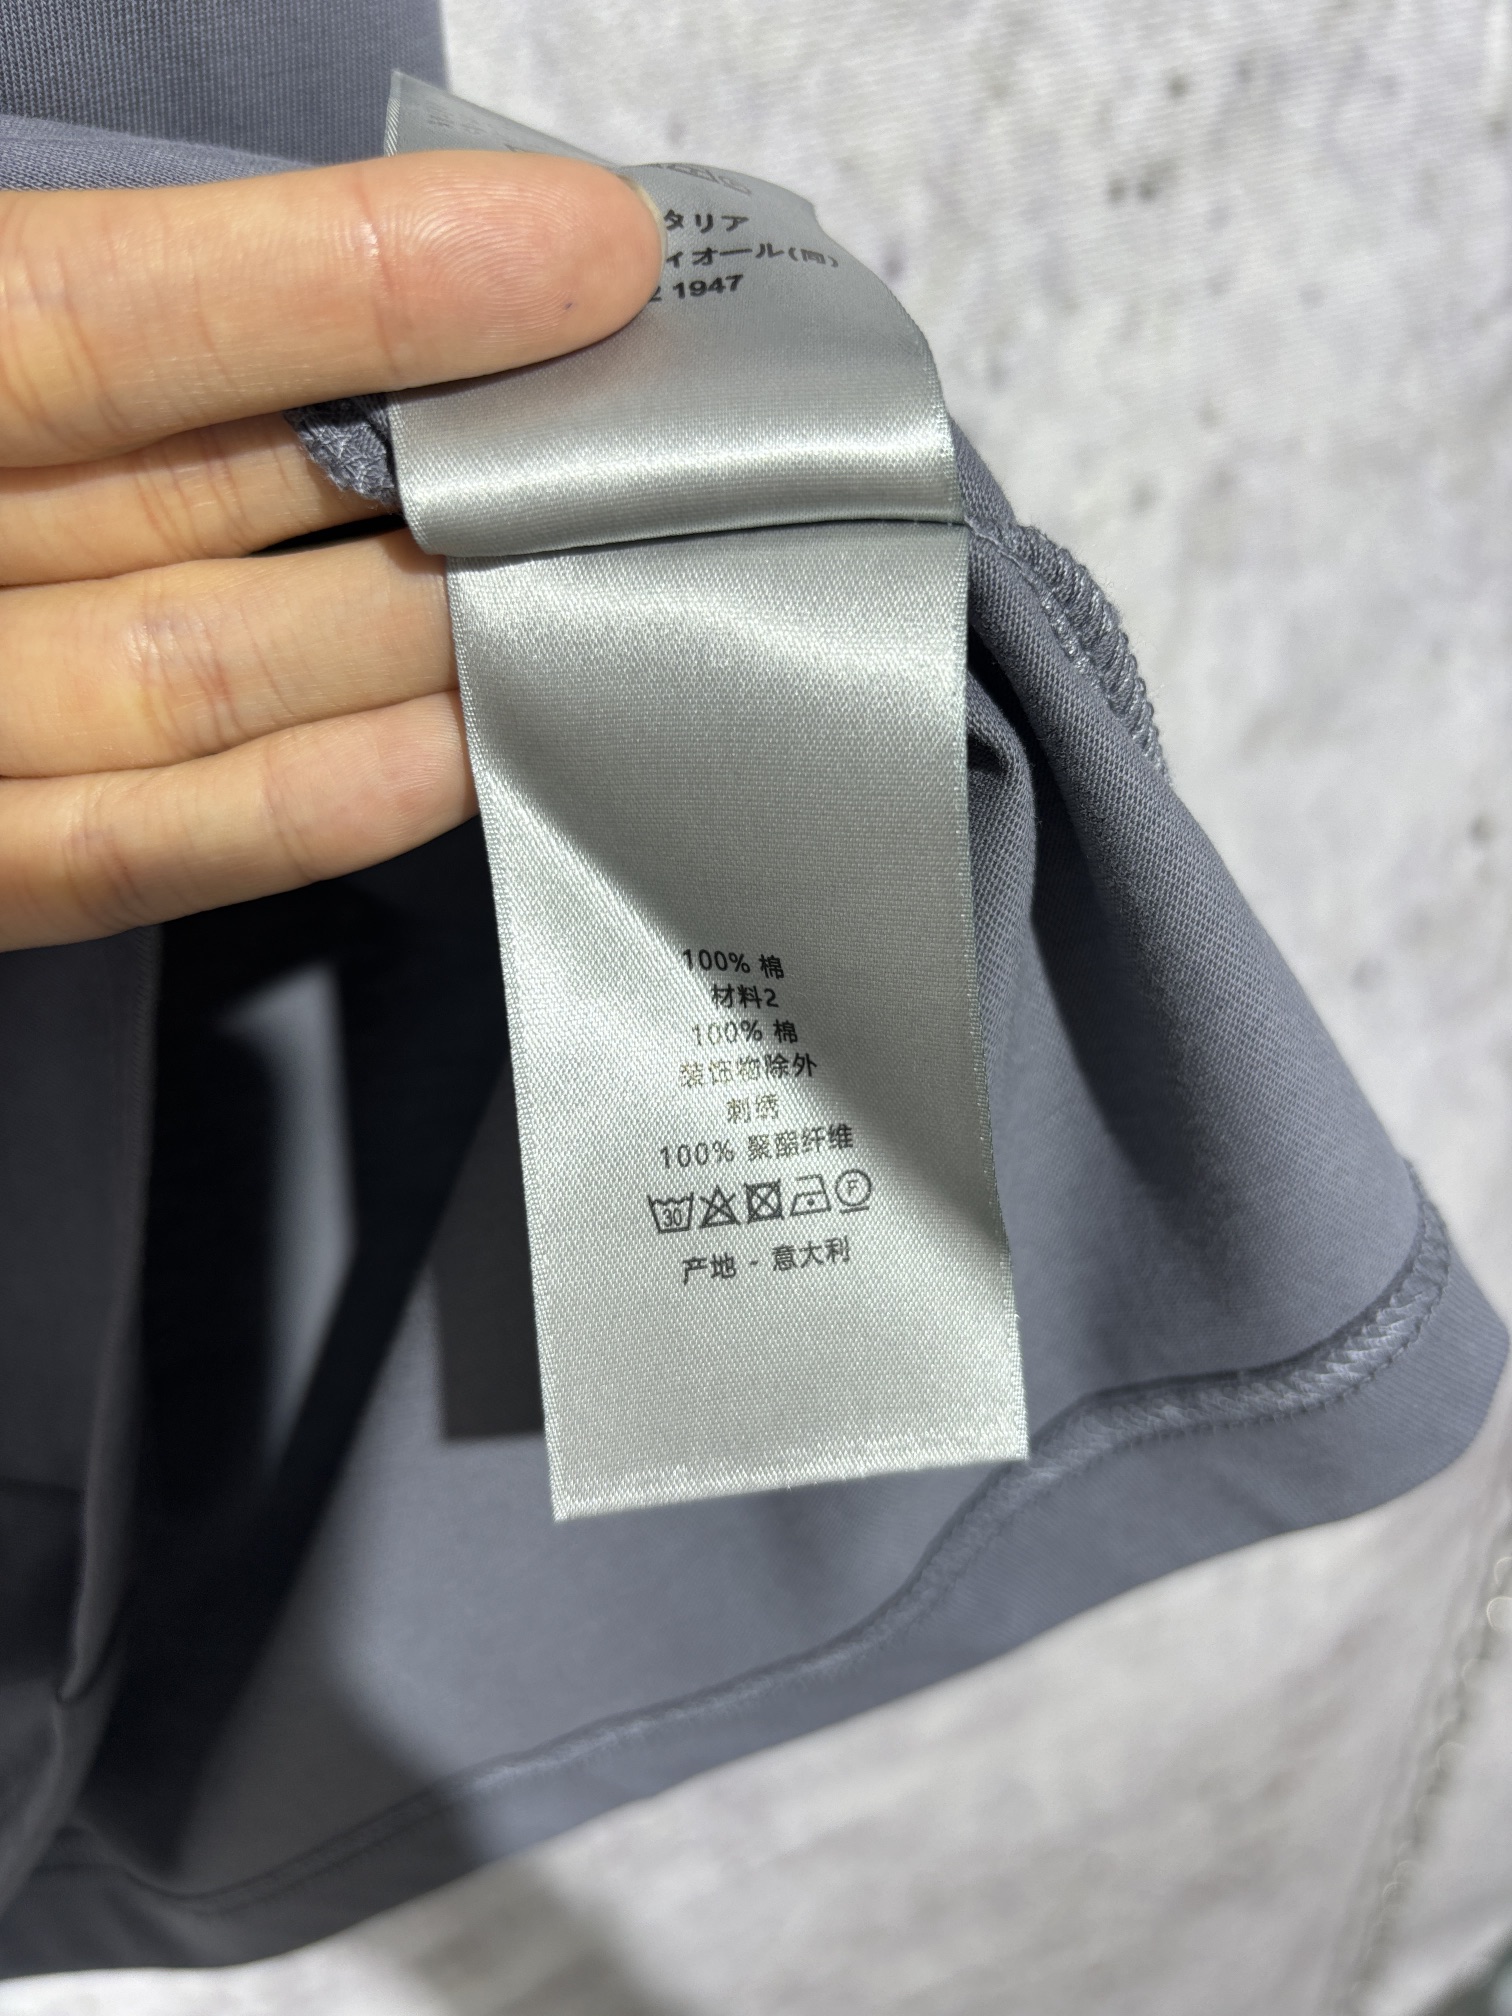 タリア
ィオール(同)
1947
100% 棉
材料2
100% 棉
装饰物除外
刺绣
100% 聚酯纤维
30
P
产地 - 意大利